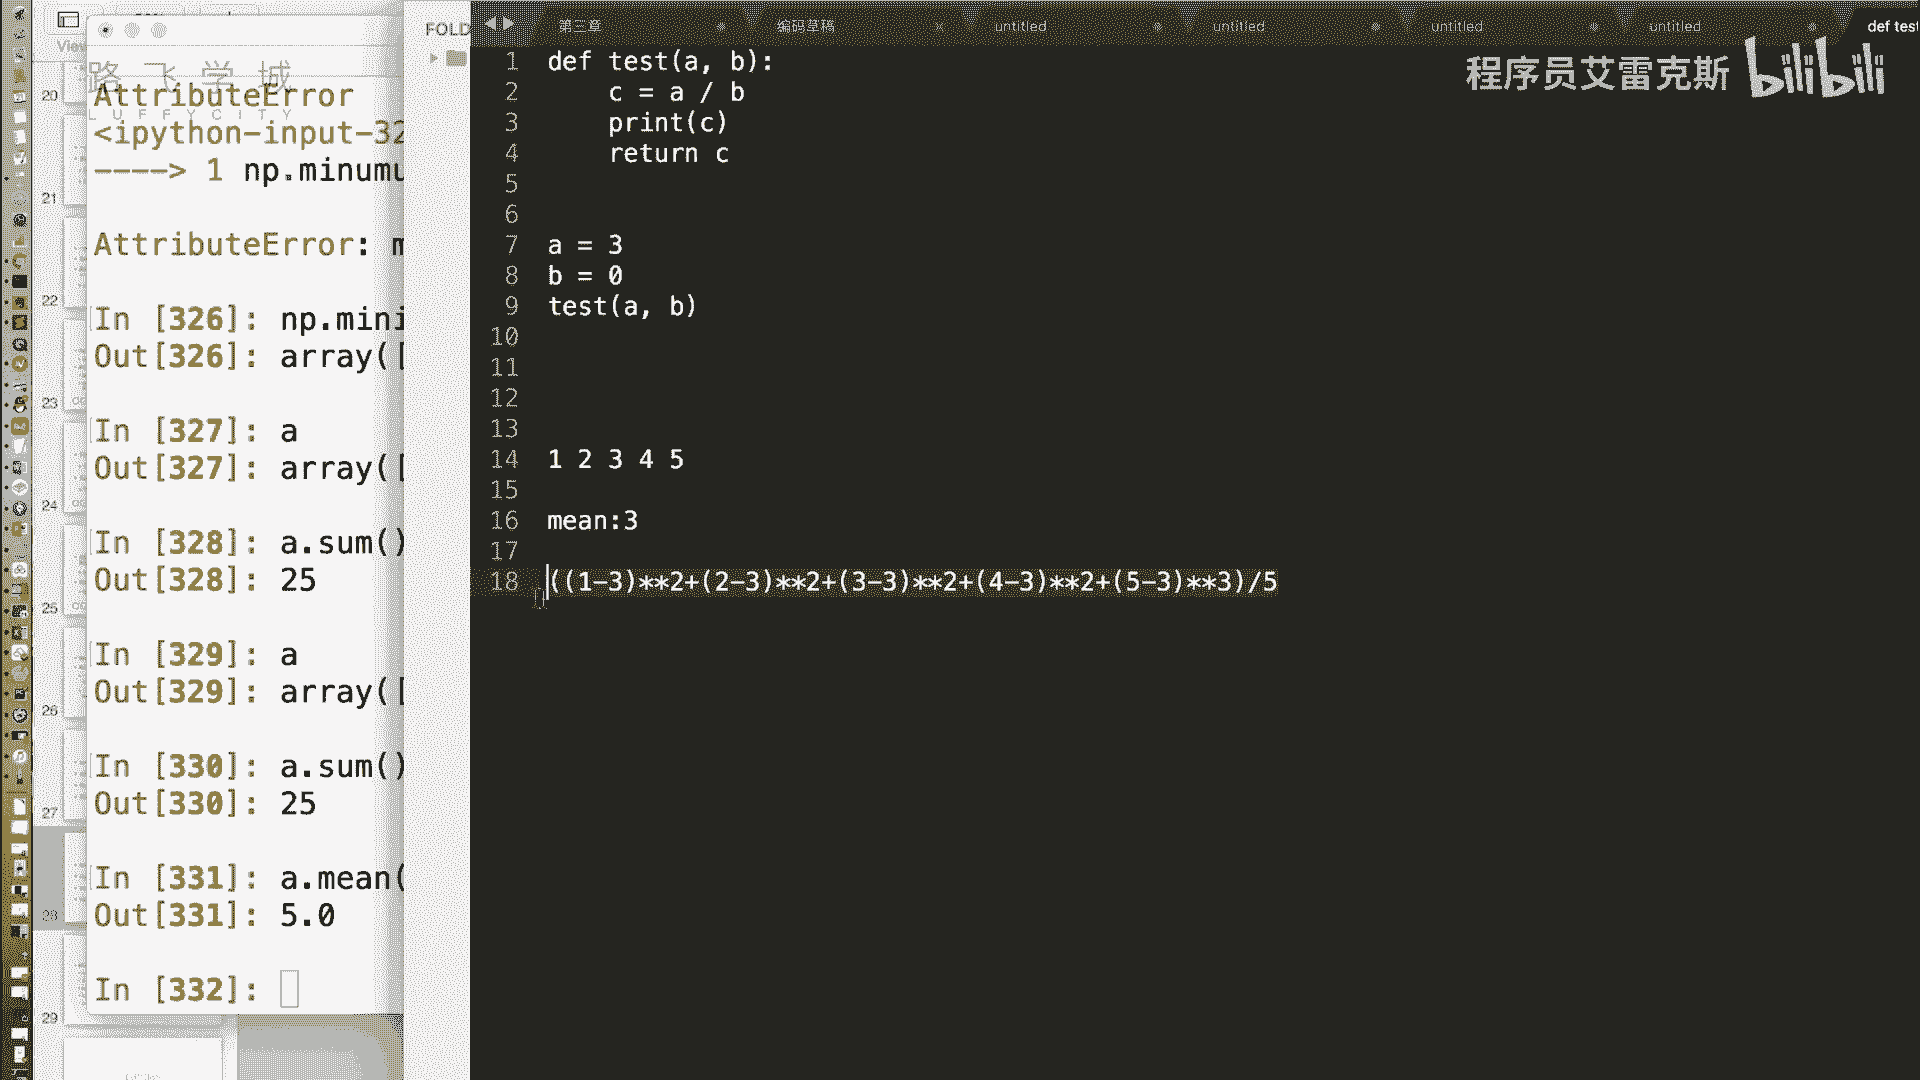 View
路飞学城
LUFFYCITY
20
21
22
23
24
25
26
27
28
29
AttributeError
<ipython-input-32
----> 1 np.minumu
AttributeError: m
In [326]: np.mini
Out[326]: array([
In [327]: a
Out[327]: array([
In [328]: a.sum()
Out[328]: 25
In [329]: a
Out[329]: array([
In [330]: a.sum()
Out[330]: 25
In [331]: a.mean(
Out[331]: 5.0
In [332]:
FOLD
第三章
编码草稿
untitled
untitled
untitled
untitled
def test
程序员艾雷克斯 bilibili
1 def test(a, b):
2     c = a / b
3     print(c)
4     return c
5
6
7 a = 3
8 b = 0
9 test(a, b)
10
11
12
13
14 1 2 3 4 5
15
16 mean:3
17
18 ((1-3)**2+(2-3)**2+(3-3)**2+(4-3)**2+(5-3)**3)/5